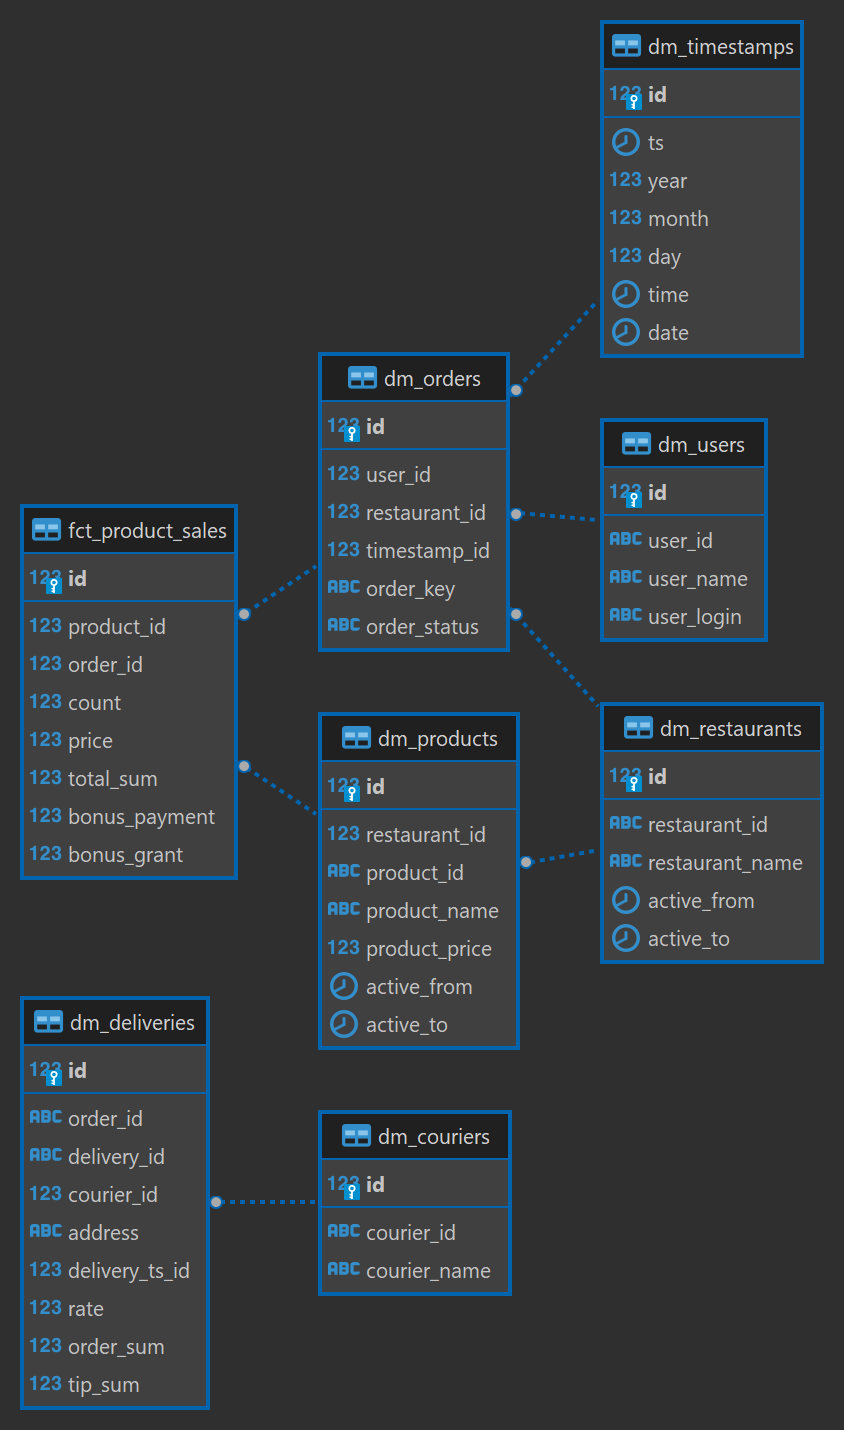 dm_timestamps
123 id
ts
123 year
123 month
123 day
time
date
dm_orders
123 id
123 user_id
123 restaurant_id
123 timestamp_id
ABC order_key
ABC order_status
dm_users
123 id
ABC user_id
ABC user_name
ABC user_login
fct_product_sales
123 id
123 product_id
123 order_id
123 count
123 price
123 total_sum
123 bonus_payment
123 bonus_grant
dm_products
123 id
123 restaurant_id
ABC product_id
ABC product_name
123 product_price
active_from
active_to
dm_restaurants
123 id
ABC restaurant_id
ABC restaurant_name
active_from
active_to
dm_deliveries
123 id
ABC order_id
ABC delivery_id
123 courier_id
ABC address
123 delivery_ts_id
123 rate
123 order_sum
123 tip_sum
dm_couriers
123 id
ABC courier_id
ABC courier_name